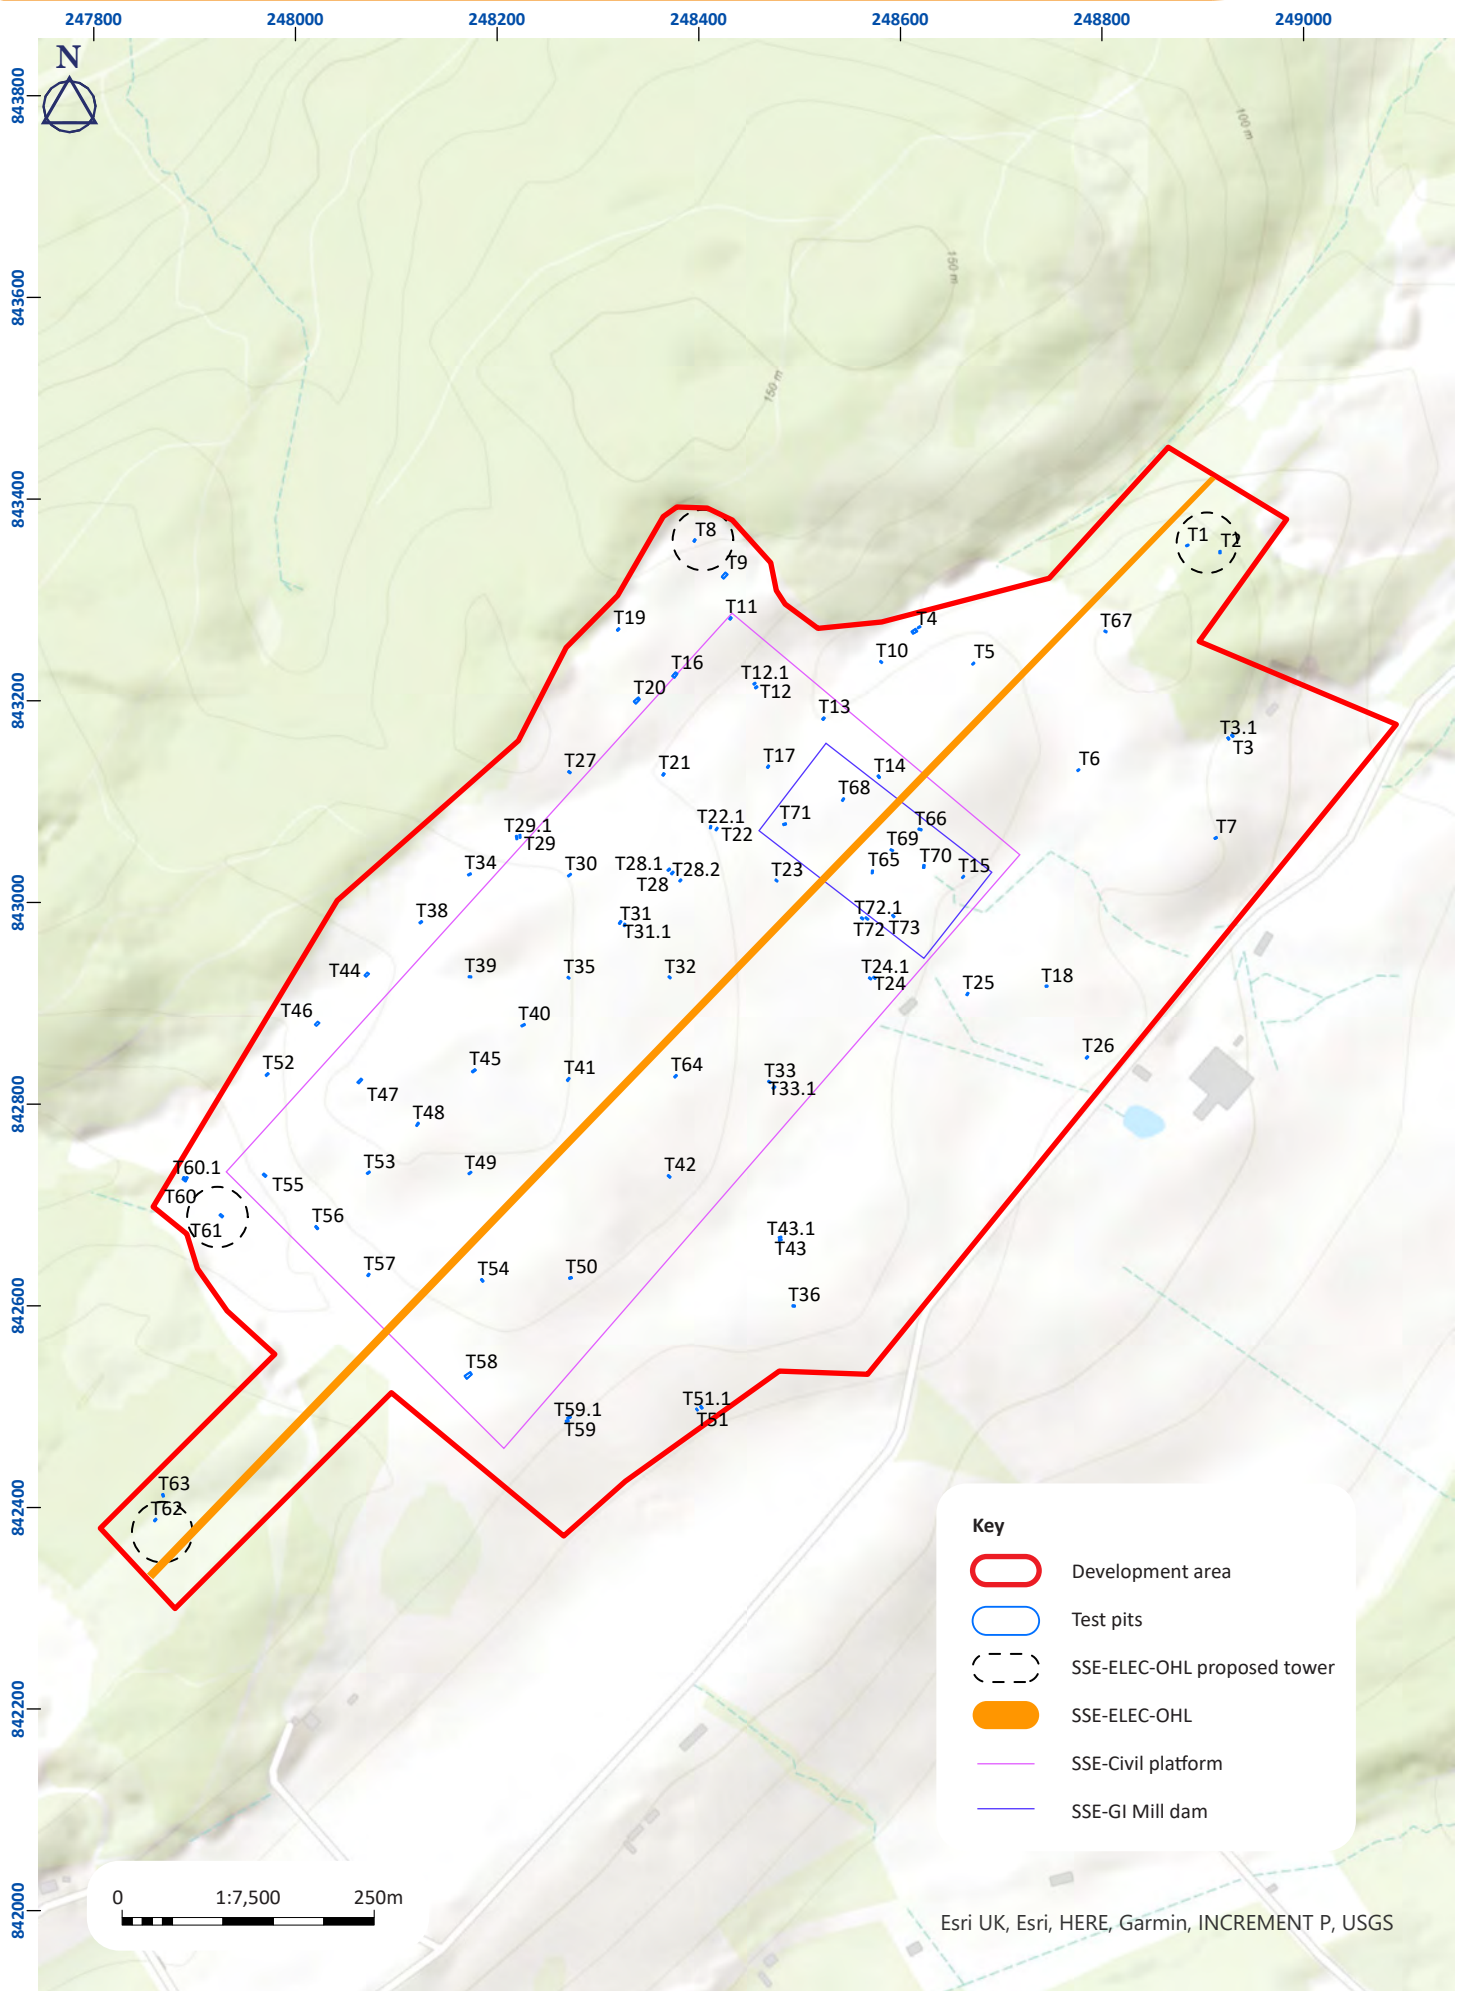 247800 248000 248200 248400 248600 248800 249000
N
843800
843600
843400
843200
843000
842800
842600
842400
842200
842000
100 m
150 m
150 m
T8
T1
T2
T9
T11
T19
T4
T67
T10
T5
T16
T12.1
T12
T20
T13
T3.1
T3
T27
T21
T17
T14
T6
T68
T71
T22.1
T22
T66
T7
T29.1
T29
T69
T34
T30
T28.1
T28.2
T28
T23
T65
T70
T15
T38
T31
T31.1
T72.1
T72
T73
T44
T39
T35
T32
T24.1
T24
T25
T18
T46
T40
T26
T52
T45
T41
T64
T33
T33.1
T47
T48
T60.1
T60
T53
T49
T42
T55
T61
T56
T43.1
T43
T57
T54
T50
T36
T58
T59.1
T59
T51.1
T51
T63
T62
Key
Development area
Test pits
SSE-ELEC-OHL proposed tower
SSE-ELEC-OHL
SSE-Civil platform
SSE-GI Mill dam
0 1:7,500 250m
Esri UK, Esri, HERE, Garmin, INCREMENT P, USGS